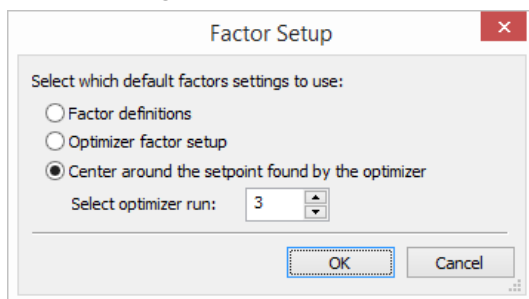 Factor Setup
Select which default factors settings to use:
Factor definitions
Optimizer factor setup
Center around the setpoint found by the optimizer
Select optimizer run: 3
OK Cancel